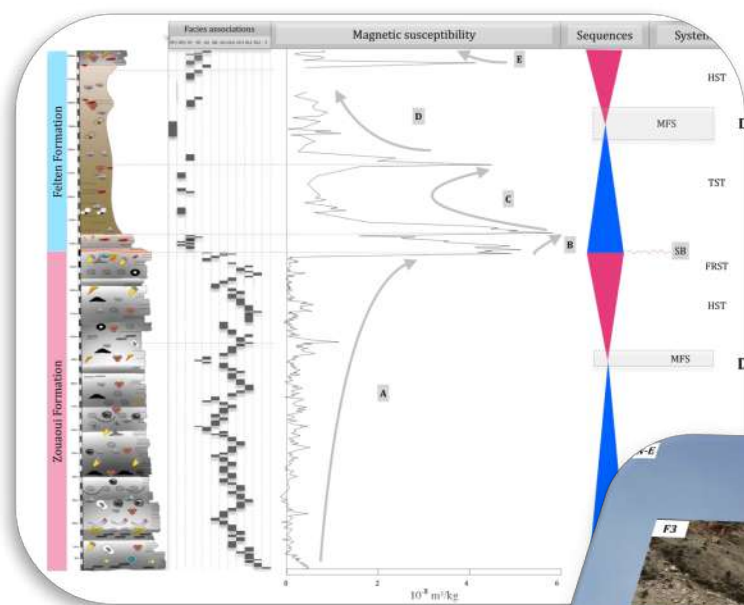 Facies associations
Magnetic susceptibility
Sequences
System
Felten Formation
Zouaoui Formation
E
D
C
B
A
HST
MFS
D
TST
SB
FRST
HST
MFS
D
F3
0
2
4
6
10⁻⁸ m³/kg